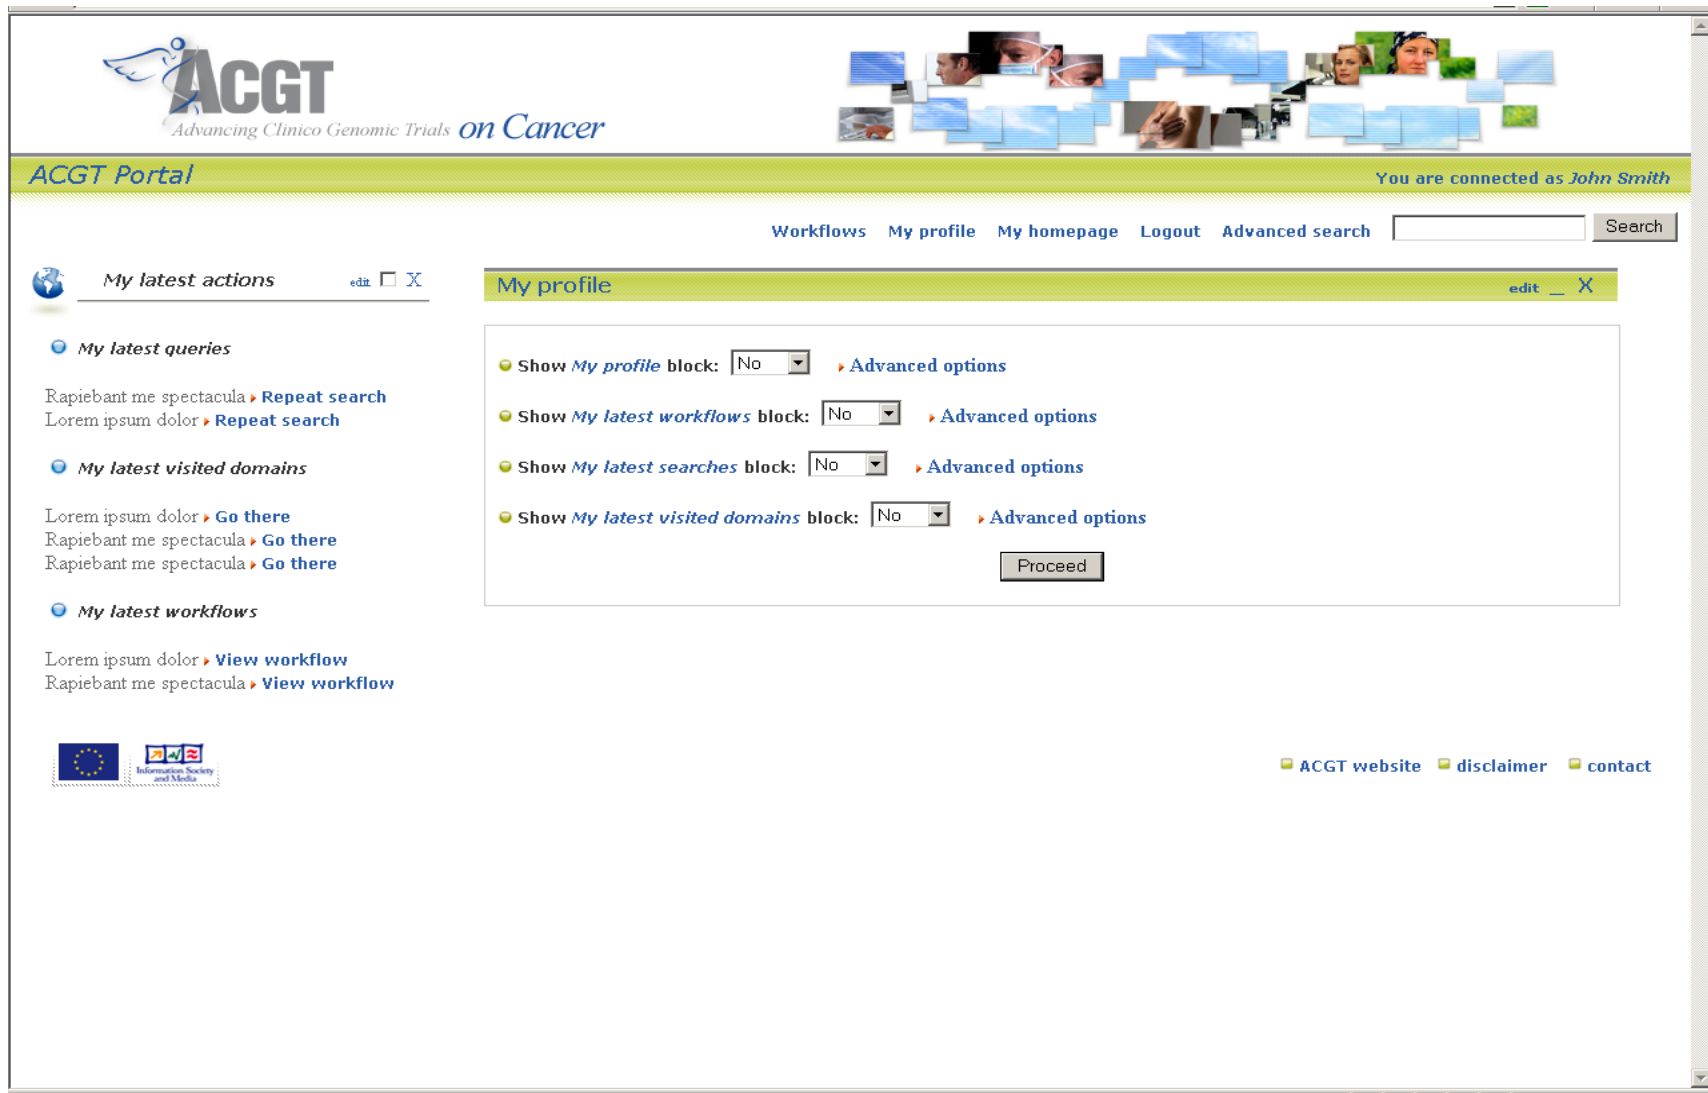 ACGT
Advancing Clinico Genomic Trials on Cancer
ACGT Portal
You are connected as John Smith
Workflows My profile My homepage Logout Advanced search Search
My latest actions edit X
My profile edit _ X
My latest queries
Rapiebant me spectacula Repeat search
Lorem ipsum dolor Repeat search
My latest visited domains
Lorem ipsum dolor Go there
Rapiebant me spectacula Go there
Rapiebant me spectacula Go there
My latest workflows
Lorem ipsum dolor View workflow
Rapiebant me spectacula View workflow
Show My profile block: No Advanced options
Show My latest workflows block: No Advanced options
Show My latest searches block: No Advanced options
Show My latest visited domains block: No Advanced options
Proceed
Information Society
and Media
ACGT website disclaimer contact